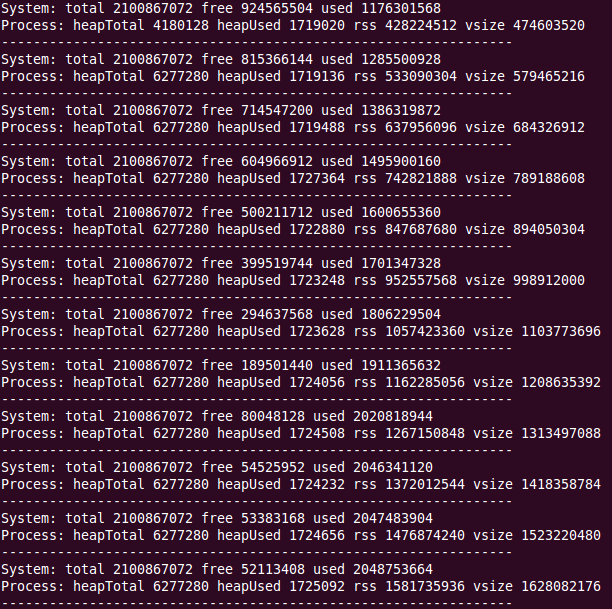 System: total 2100867072 free 924565504 used 1176301568
Process: heapTotal 4180128 heapUsed 1719020 rss 428224512 vsize 474603520
----------------------------------------------------------------
System: total 2100867072 free 815366144 used 1285500928
Process: heapTotal 6277280 heapUsed 1719136 rss 533090304 vsize 579465216
----------------------------------------------------------------
System: total 2100867072 free 714547200 used 1386319872
Process: heapTotal 6277280 heapUsed 1719488 rss 637956096 vsize 684326912
----------------------------------------------------------------
System: total 2100867072 free 604966912 used 1495900160
Process: heapTotal 6277280 heapUsed 1727364 rss 742821888 vsize 789188608
----------------------------------------------------------------
System: total 2100867072 free 500211712 used 1600655360
Process: heapTotal 6277280 heapUsed 1722880 rss 847687680 vsize 894050304
----------------------------------------------------------------
System: total 2100867072 free 399519744 used 1701347328
Process: heapTotal 6277280 heapUsed 1723248 rss 952557568 vsize 998912000
----------------------------------------------------------------
System: total 2100867072 free 294637568 used 1806229504
Process: heapTotal 6277280 heapUsed 1723628 rss 1057423360 vsize 1103773696
----------------------------------------------------------------
System: total 2100867072 free 189501440 used 1911365632
Process: heapTotal 6277280 heapUsed 1724056 rss 1162285056 vsize 1208635392
----------------------------------------------------------------
System: total 2100867072 free 80048128 used 2020818944
Process: heapTotal 6277280 heapUsed 1724508 rss 1267150848 vsize 1313497088
----------------------------------------------------------------
System: total 2100867072 free 54525952 used 2046341120
Process: heapTotal 6277280 heapUsed 1724232 rss 1372012544 vsize 1418358784
----------------------------------------------------------------
System: total 2100867072 free 53383168 used 2047483904
Process: heapTotal 6277280 heapUsed 1724656 rss 1476874240 vsize 1523220480
----------------------------------------------------------------
System: total 2100867072 free 52113408 used 2048753664
Process: heapTotal 6277280 heapUsed 1725092 rss 1581735936 vsize 1628082176
----------------------------------------------------------------